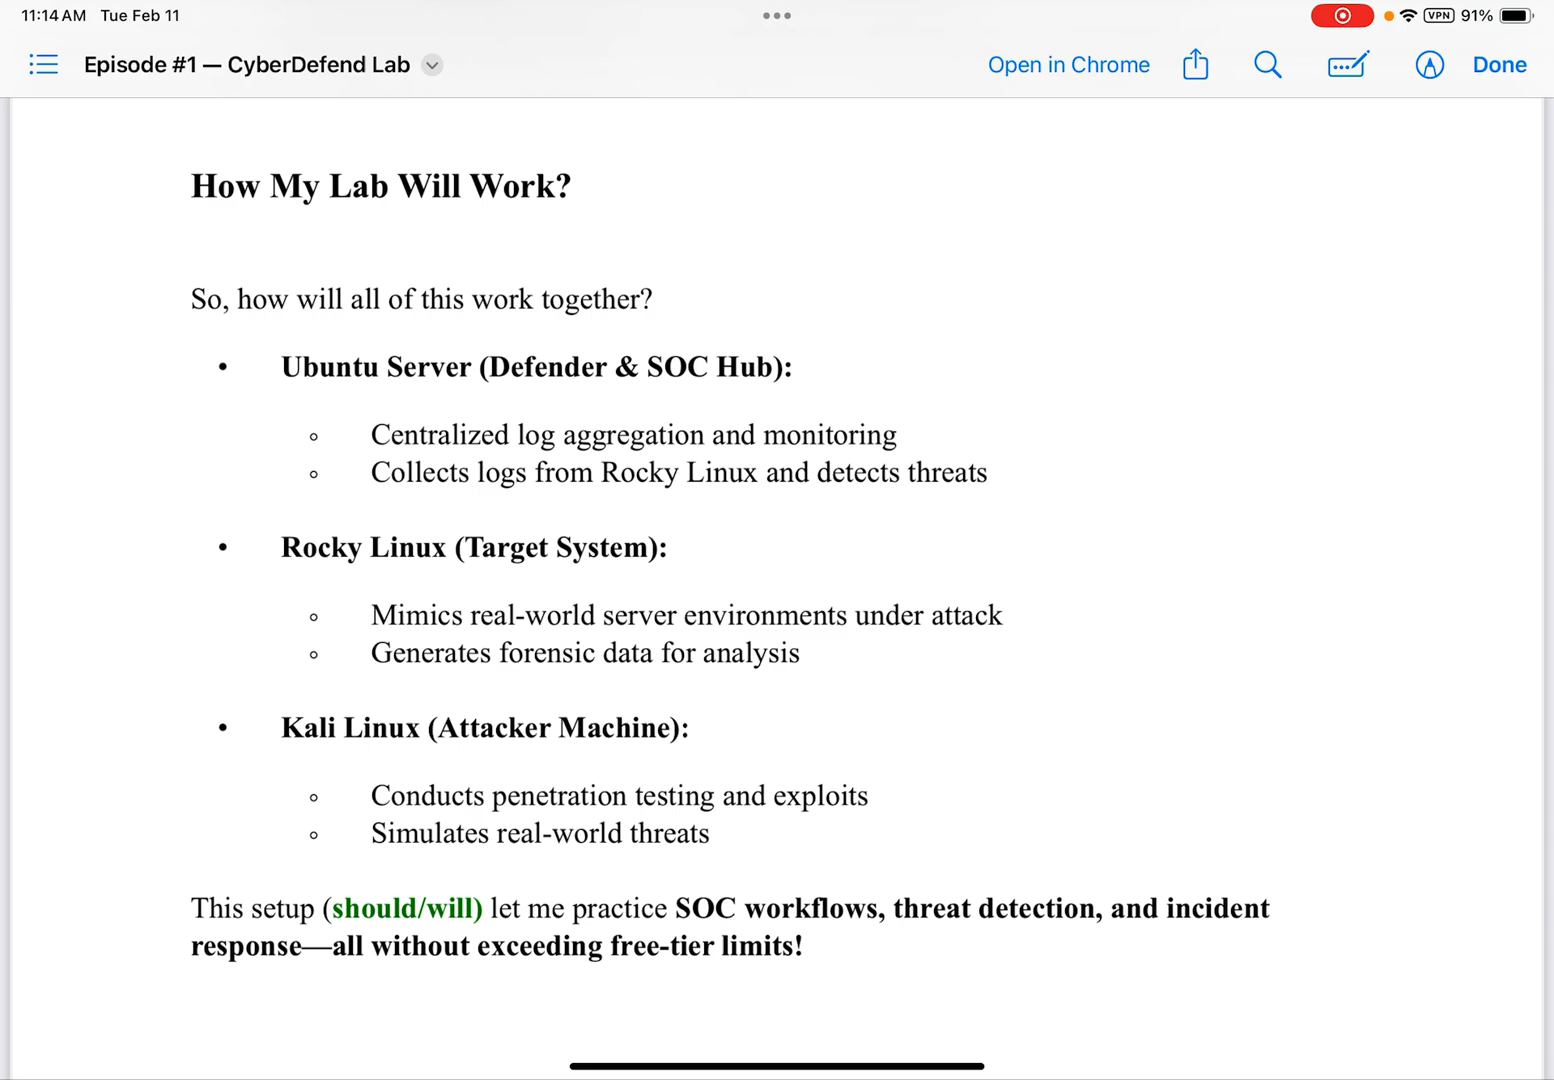 11:14 AM Tue Feb 11
VPN 91%
Episode #1 — CyberDefend Lab
Open in Chrome
Done
How My Lab Will Work?
So, how will all of this work together?
• Ubuntu Server (Defender & SOC Hub):
◦ Centralized log aggregation and monitoring
◦ Collects logs from Rocky Linux and detects threats
• Rocky Linux (Target System):
◦ Mimics real-world server environments under attack
◦ Generates forensic data for analysis
• Kali Linux (Attacker Machine):
◦ Conducts penetration testing and exploits
◦ Simulates real-world threats
This setup (should/will) let me practice SOC workflows, threat detection, and incident
response—all without exceeding free-tier limits!